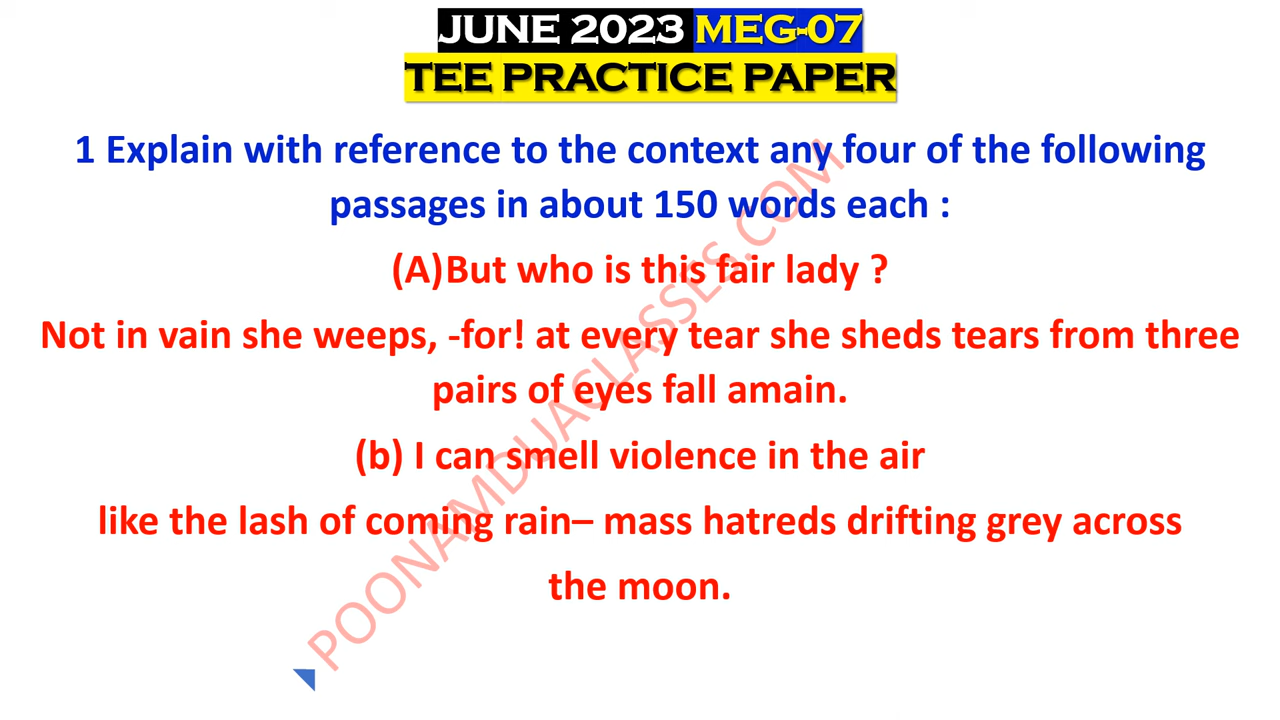 JUNE 2023 MEG-07
TEE PRACTICE PAPER
1 Explain with reference to the context any four of the following
passages in about 150 words each :
(A)But who is this fair lady ?
Not in vain she weeps, -for! at every tear she sheds tears from three
pairs of eyes fall amain.
(b) I can smell violence in the air
like the lash of coming rain– mass hatreds drifting grey across
the moon.
POONAMDUACLASSES.COM